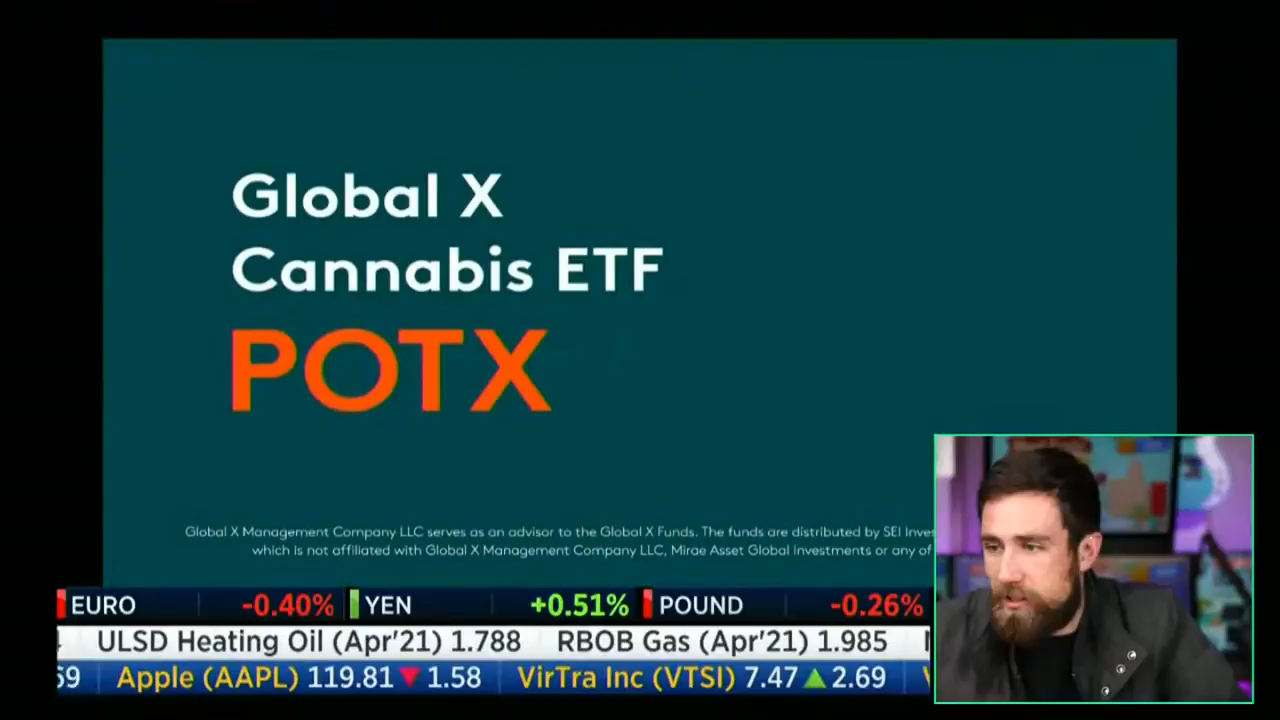 Global X
Cannabis ETF
POTX
Global X Management Company LLC serves as an advisor to the Global X Funds. The funds are distributed by SEI
which is not affiliated with Global X Management Company LLC, Mirae Asset Global Investments or any of
EURO -0.40% YEN +0.51% POUND -0.26%
ULSD Heating Oil (Apr'21) 1.788 RBOB Gas (Apr'21) 1.985
69 Apple (AAPL) 119.81 ▼ 1.58 VirTra Inc (VTSI) 7.47 ▲ 2.69